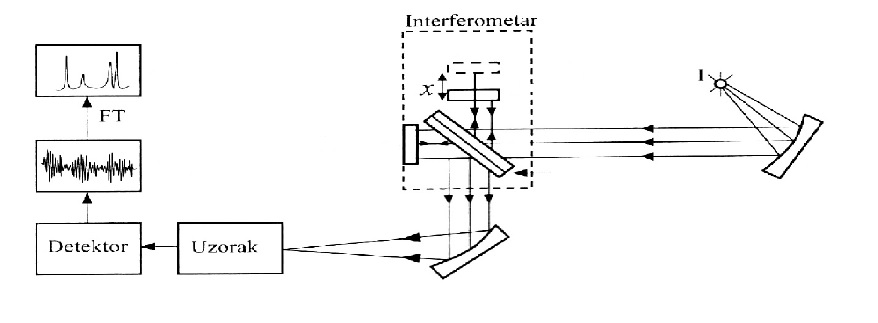 Interferometar
I
x
FT
Detektor
Uzorak